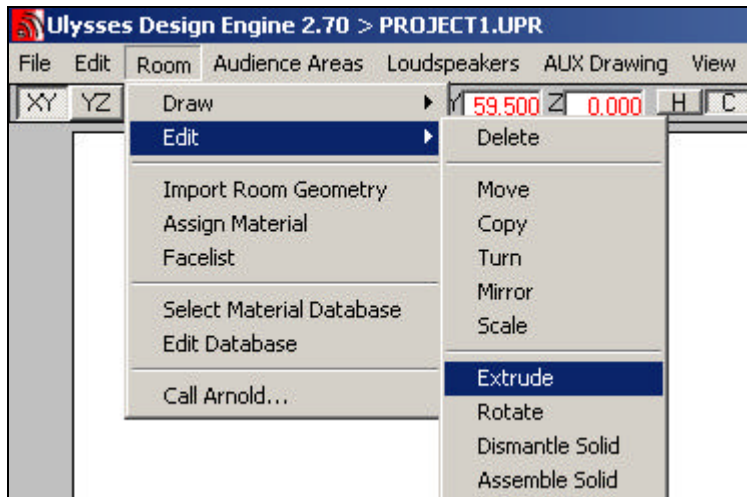 Ulysses Design Engine 2.70 > PROJECT1.UPR
File Edit Room Audience Areas Loudspeakers AUX Drawing View
XY YZ Y 59.500 Z 0.000 H C
Draw
Edit
Import Room Geometry
Assign Material
Facelist
Select Material Database
Edit Database
Call Arnold...
Delete
Move
Copy
Turn
Mirror
Scale
Extrude
Rotate
Dismantle Solid
Assemble Solid